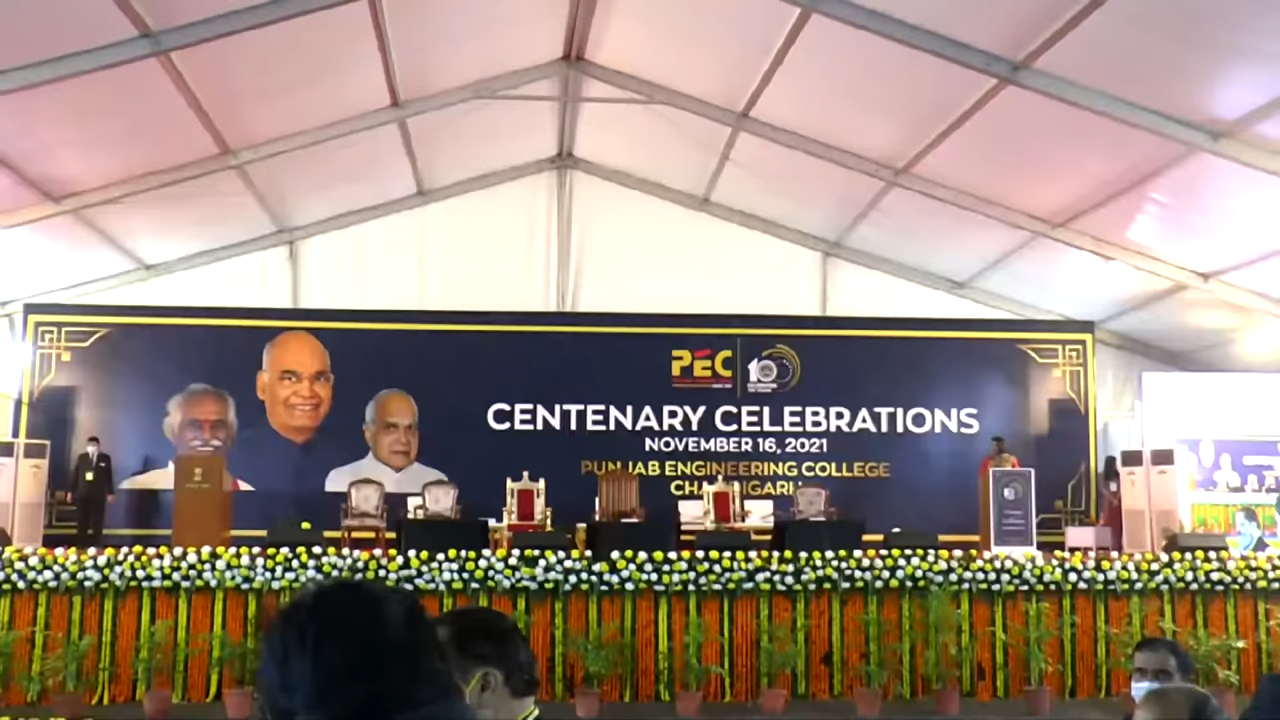 PEC
100
CENTENARY CELEBRATIONS
NOVEMBER 16, 2021
PUNJAB ENGINEERING COLLEGE
CHANDIGARH